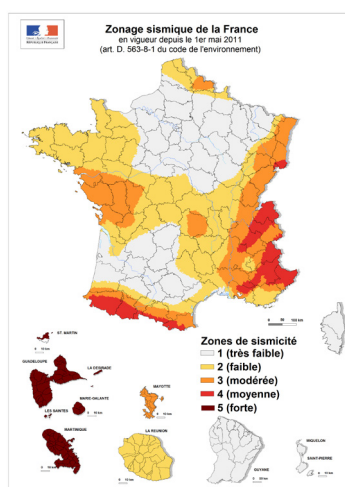 Zonage sismique de la France
en vigueur depuis le 1er mai 2011
(art. D. 563-8-1 du code de l'environnement)
ST. MARTIN
GUADELOUPE
LA DESIRADE
MARIE-GALANTE
LES SAINTES
MARTINIQUE
MAYOTTE
LA REUNION
GUYANE
MIQUELON
SAINT-PIERRE
Zones de sismicité
1 (très faible)
2 (faible)
3 (modérée)
4 (moyenne)
5 (forte)